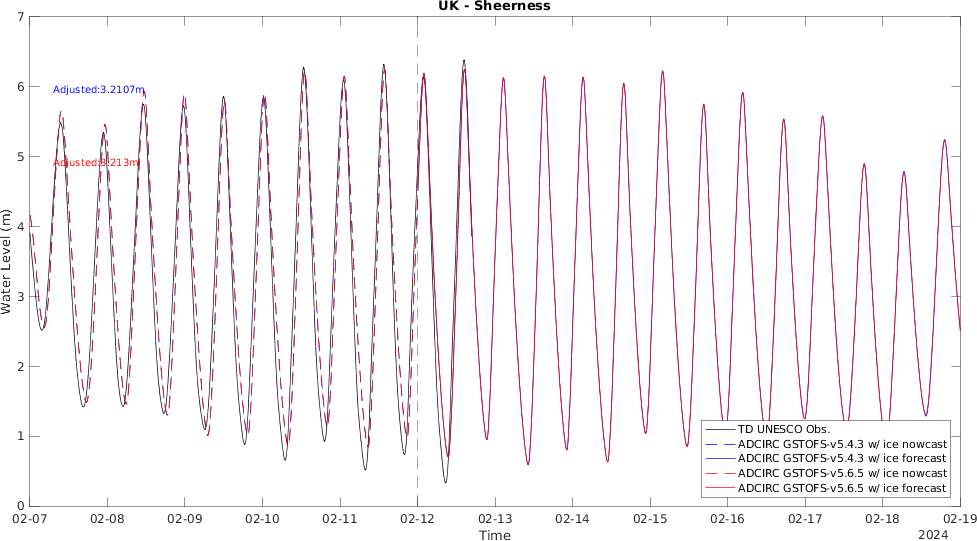 UK - Sheerness
7
6
5
4
3
2
1
0
Water Level (m)
Adjusted:3.2107m
Adjusted:3.213m
TD UNESCO Obs.
ADCIRC GSTOFS-v5.4.3 w/ ice nowcast
ADCIRC GSTOFS-v5.4.3 w/ ice forecast
ADCIRC GSTOFS-v5.6.5 w/ ice nowcast
ADCIRC GSTOFS-v5.6.5 w/ ice forecast
02-07 02-08 02-09 02-10 02-11 02-12 02-13 02-14 02-15 02-16 02-17 02-18 02-19
Time
2024